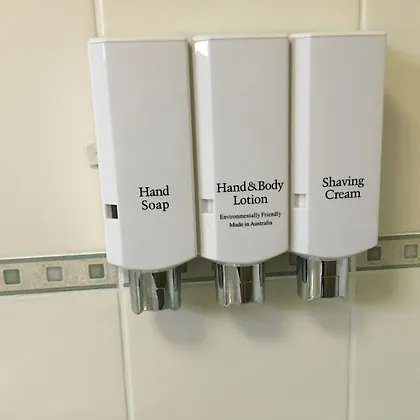 Hand
Soap
Hand & Body
Lotion
Environmentally Friendly
Made in Australia
Shaving
Cream